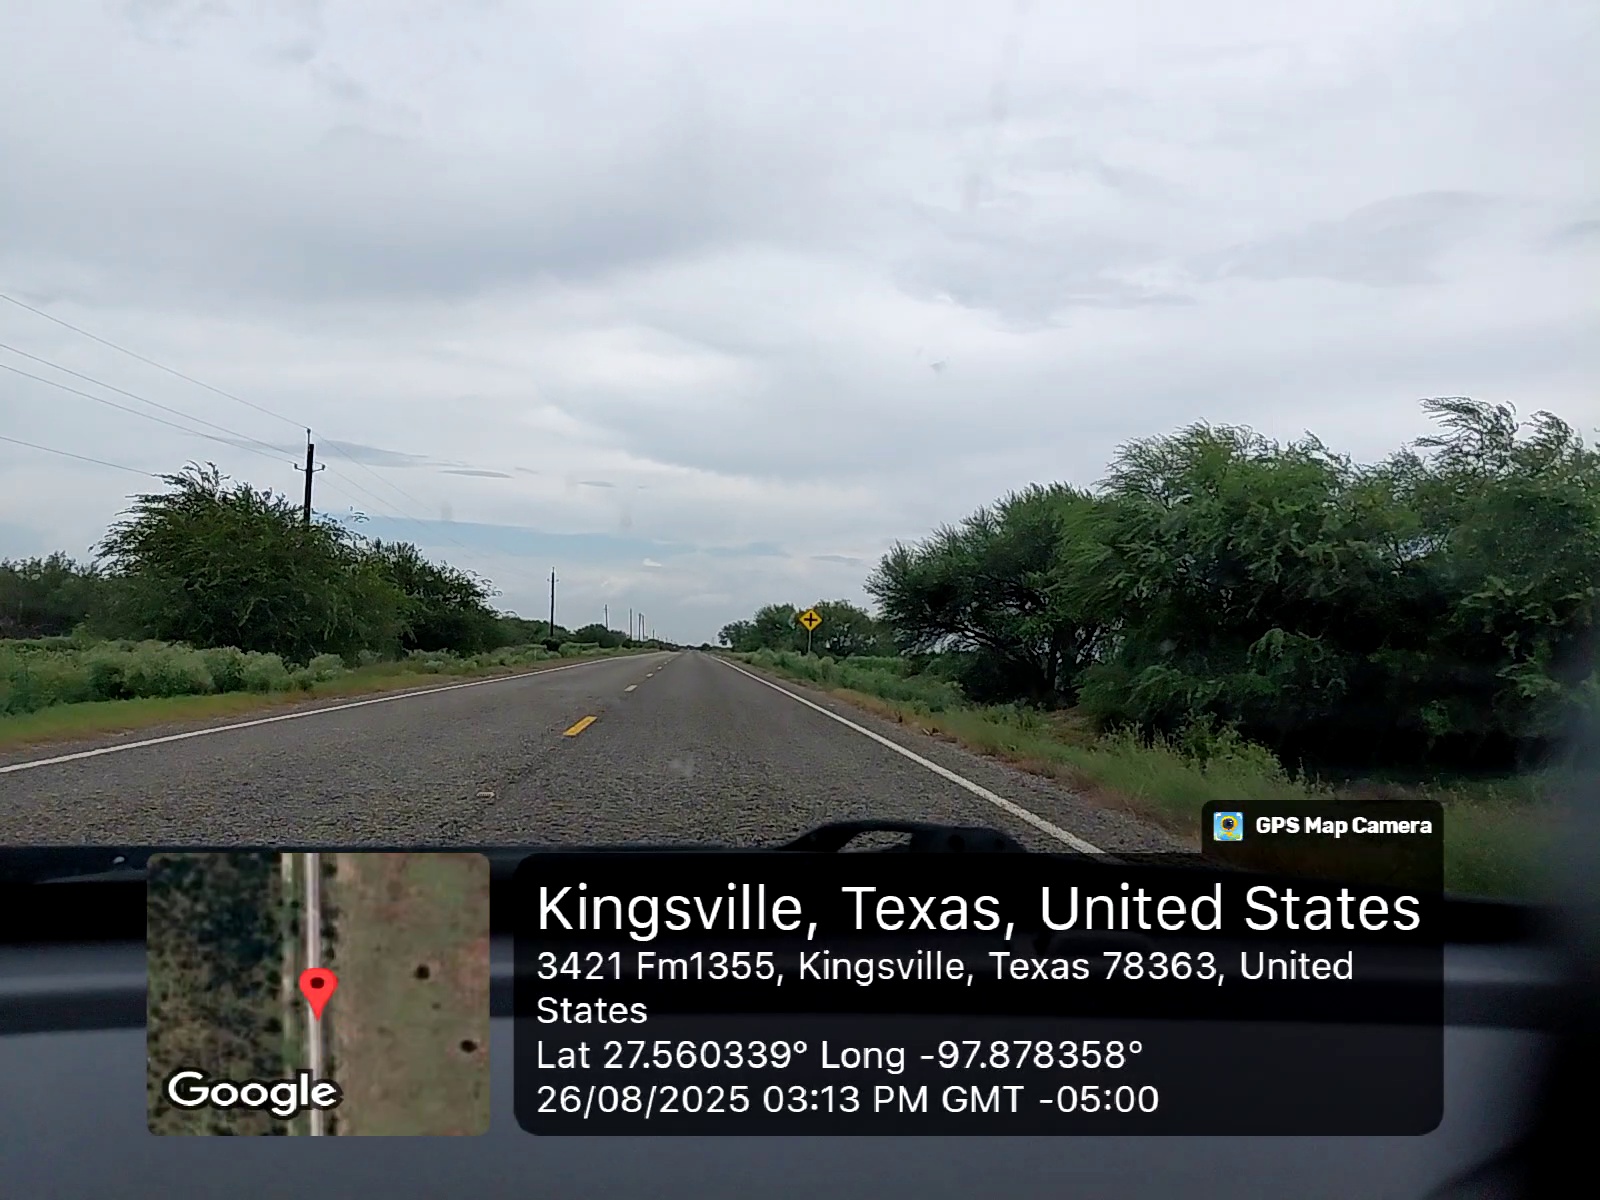 GPS Map Camera
Kingsville, Texas, United States
3421 Fm1355, Kingsville, Texas 78363, United
States
Lat 27.560339° Long -97.878358°
26/08/2025 03:13 PM GMT -05:00
Google